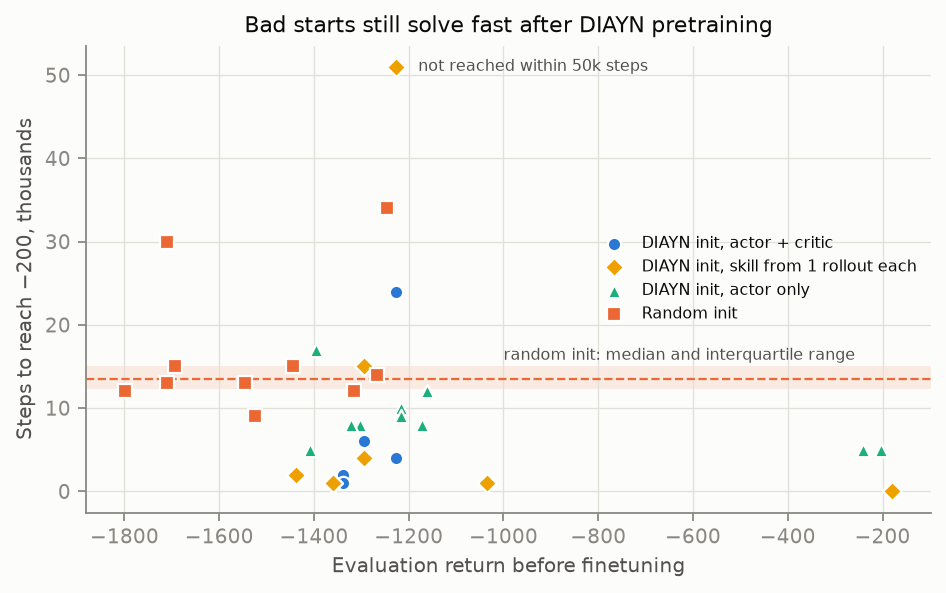 Bad starts still solve fast after DIAYN pretraining
not reached within 50k steps
50
40
30
20
10
0
Steps to reach −200, thousands
DIAYN init, actor + critic
DIAYN init, skill from 1 rollout each
DIAYN init, actor only
Random init
random init: median and interquartile range
−1800 −1600 −1400 −1200 −1000 −800 −600 −400 −200
Evaluation return before finetuning